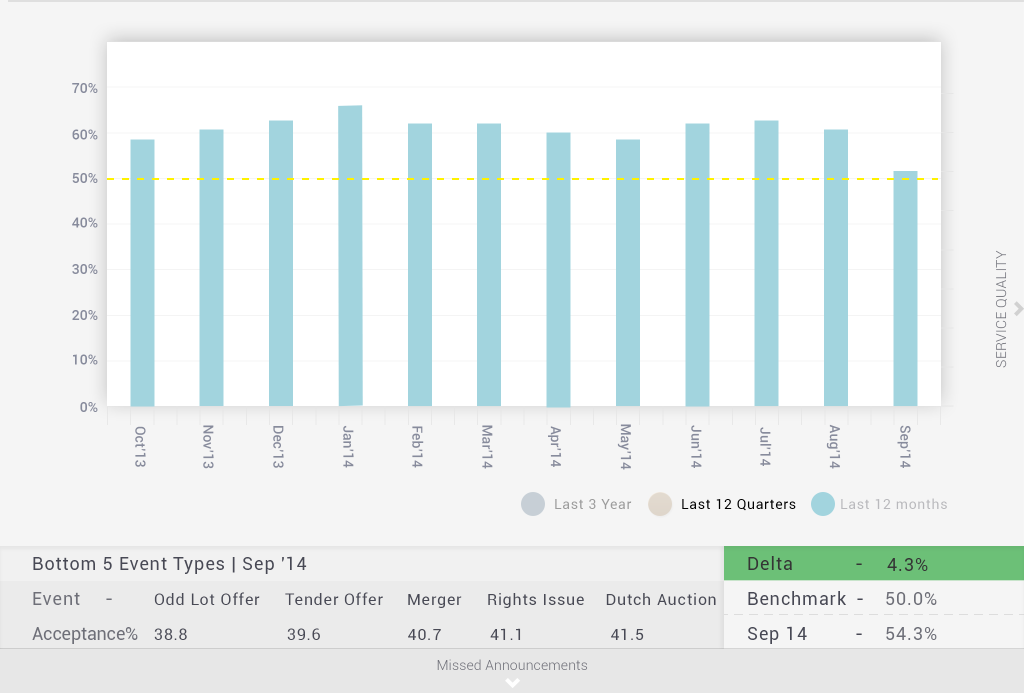 70%
60%
50%
40%
30%
20%
10%
0%
Oct'13
Nov'13
Dec'13
Jan'14
Feb'14
Mar'14
Apr'14
May'14
Jun'14
Jul'14
Aug'14
Sep'14
SERVICE QUALITY
Last 3 Year
Last 12 Quarters
Last 12 months
Bottom 5 Event Types | Sep '14
Event - Odd Lot Offer Tender Offer Merger Rights Issue Dutch Auction
Acceptance% 38.8 39.6 40.7 41.1 41.5
Delta - 4.3%
Benchmark - 50.0%
Sep 14 - 54.3%
Missed Announcements